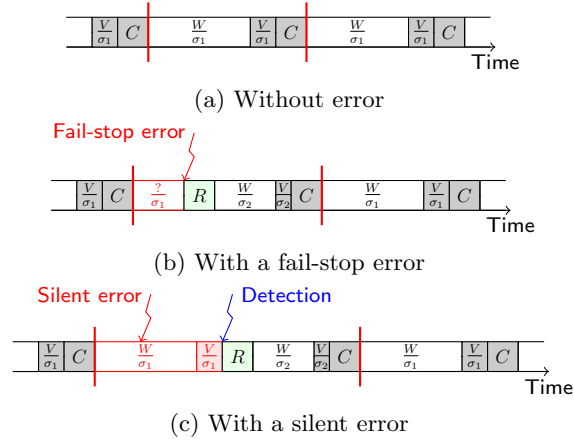 V/σ₁ C W/σ₁ V/σ₁ C W/σ₁ V/σ₁ C
Time
(a) Without error
Fail-stop error
V/σ₁ C ?/σ₁ R W/σ₂ V/σ₂ C W/σ₁ V/σ₁ C
Time
(b) With a fail-stop error
Silent error Detection
V/σ₁ C W/σ₁ V/σ₁ R W/σ₂ V/σ₂ C W/σ₁ V/σ₁ C
Time
(c) With a silent error